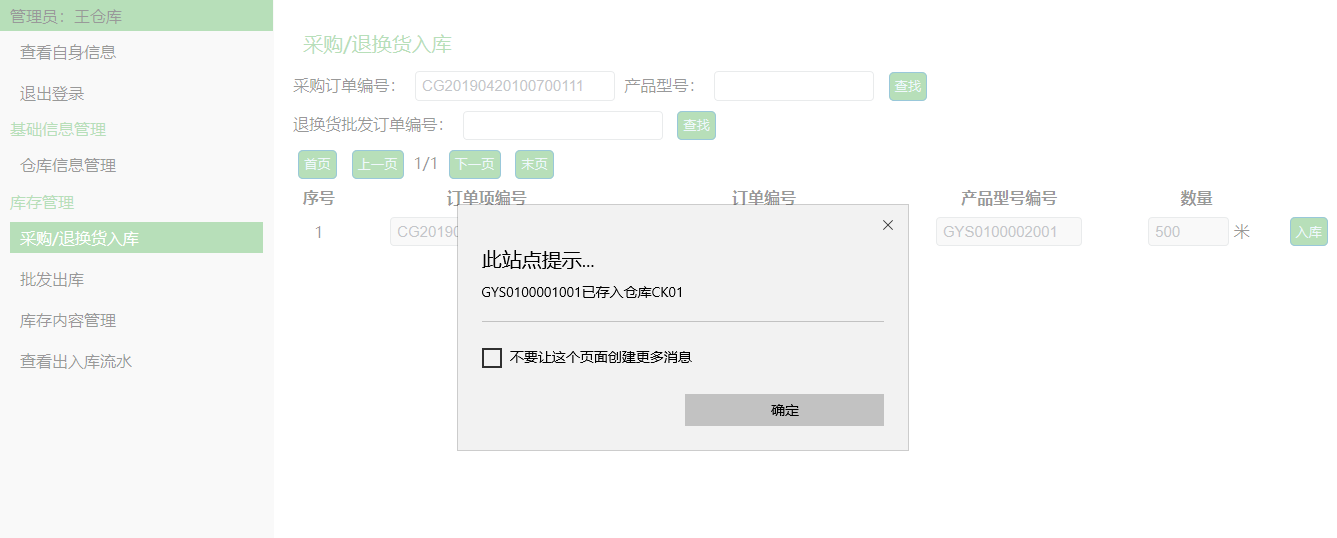 管理员：王仓库
查看自身信息
退出登录
基础信息管理
仓库信息管理
库存管理
采购/退换货入库
批发出库
库存内容管理
查看出入库流水
采购/退换货入库
采购订单编号： CG20190420100700111 产品型号： 查找
退换货批发订单编号： 查找
首页 上一页 1/1 下一页 末页
序号 订单项编号 订单编号 产品型号编号 数量
1 CG20190 GYS0100002001 500 米 入库
此站点提示...
GYS0100001001已存入仓库CK01
不要让这个页面创建更多消息
确定